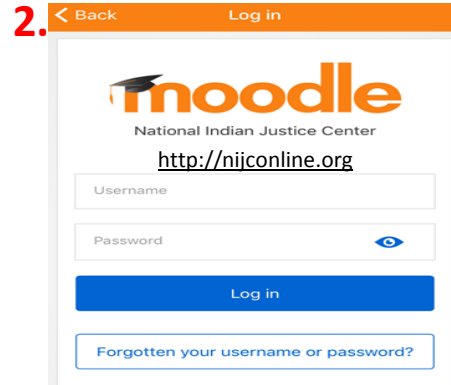 2.
Back Log in
moodle
National Indian Justice Center
http://nijconline.org
Username
Password
Log in
Forgotten your username or password?